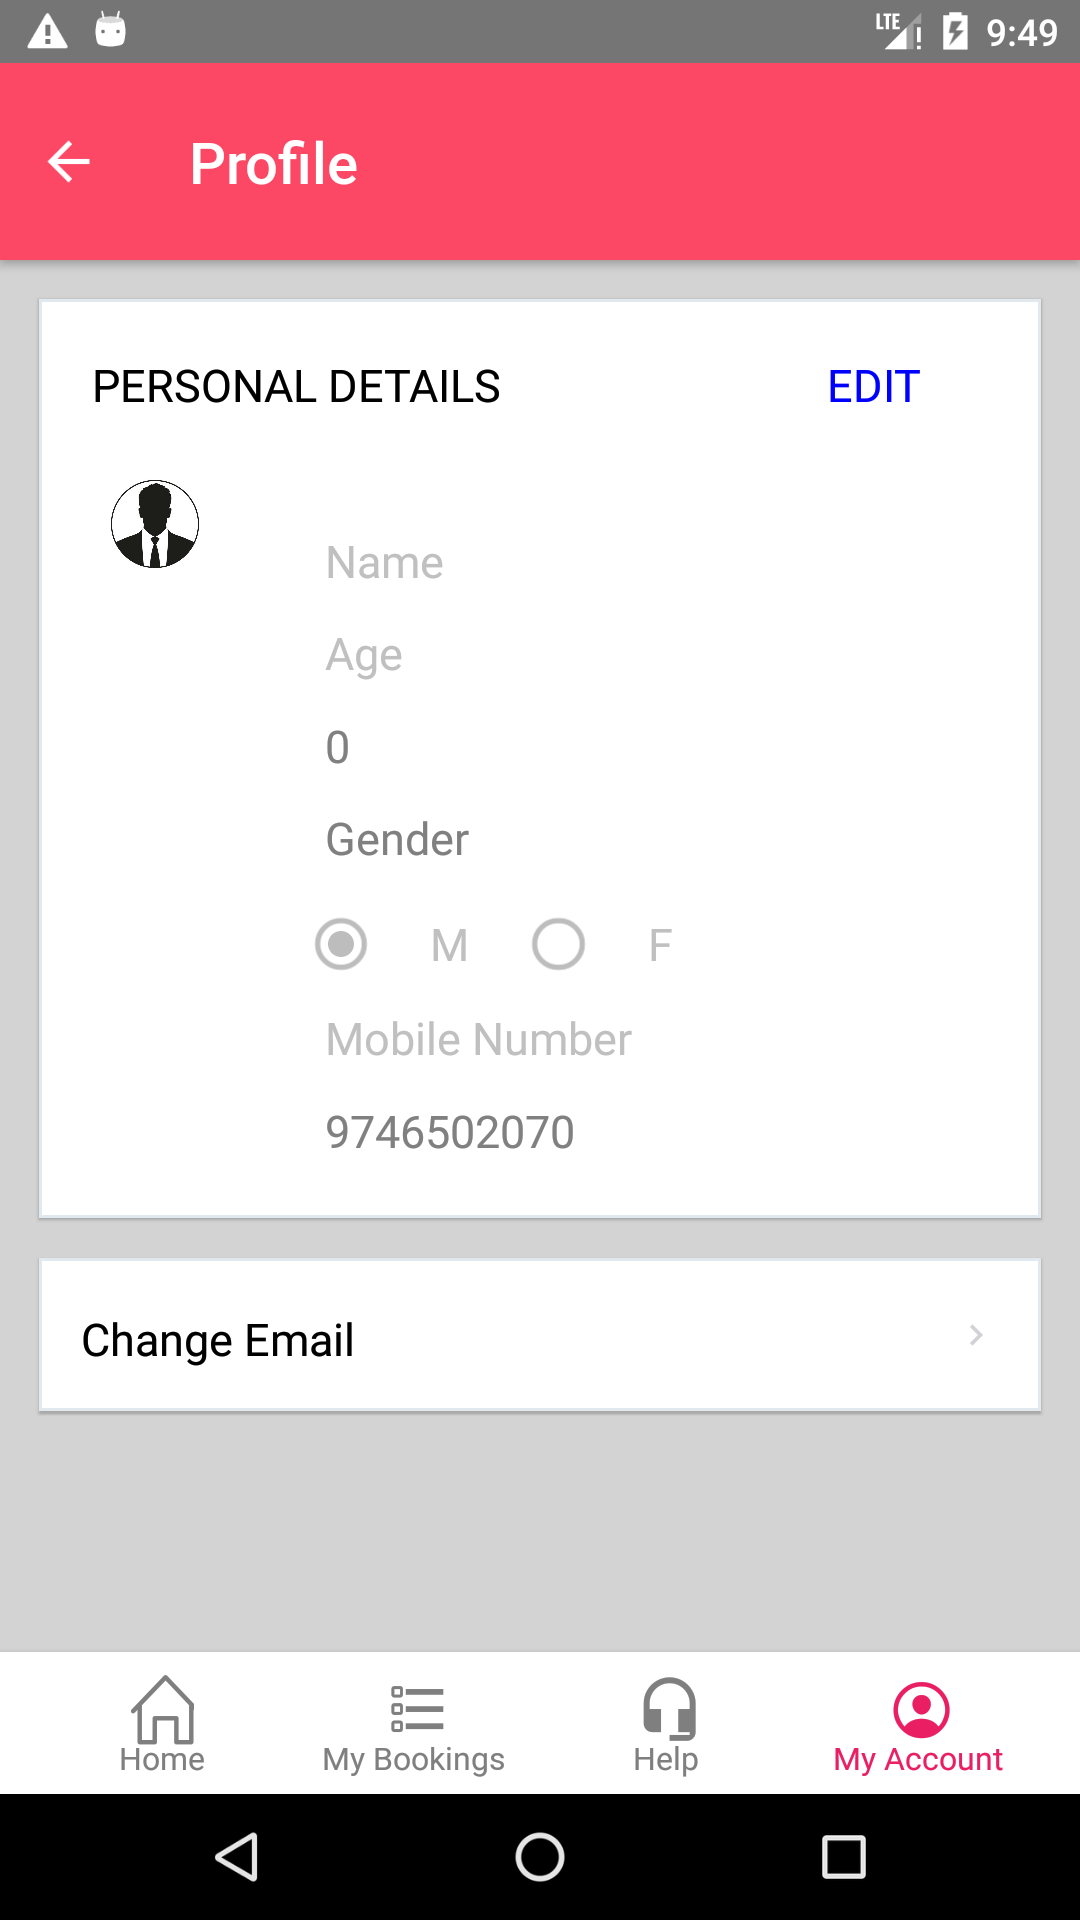 LTE 9:49
Profile
PERSONAL DETAILS EDIT
Name
Age
0
Gender
M F
Mobile Number
9746502070
Change Email
Home My Bookings Help My Account